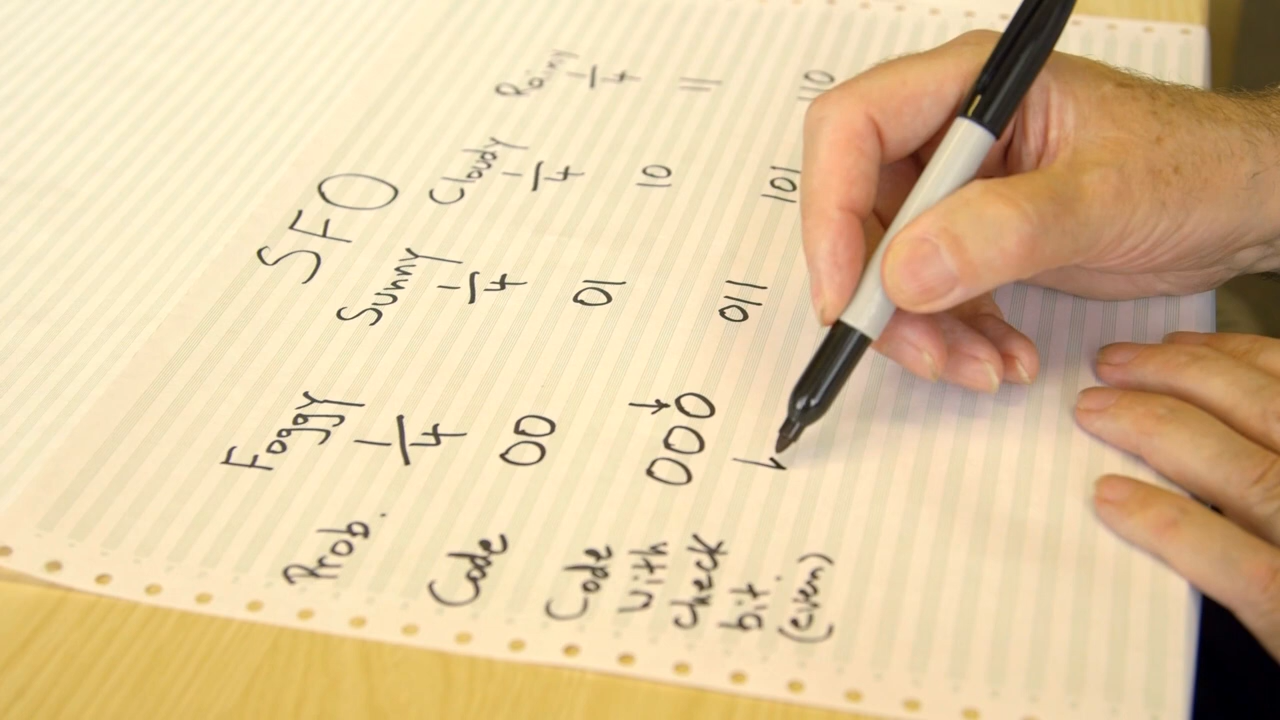 SFO
Foggy Sunny Cloudy Rainy
Prob. 1/4 1/4 1/4 1/4
Code 00 01 10 11
Code
with 000 011 101 110
check
bit.
(even)